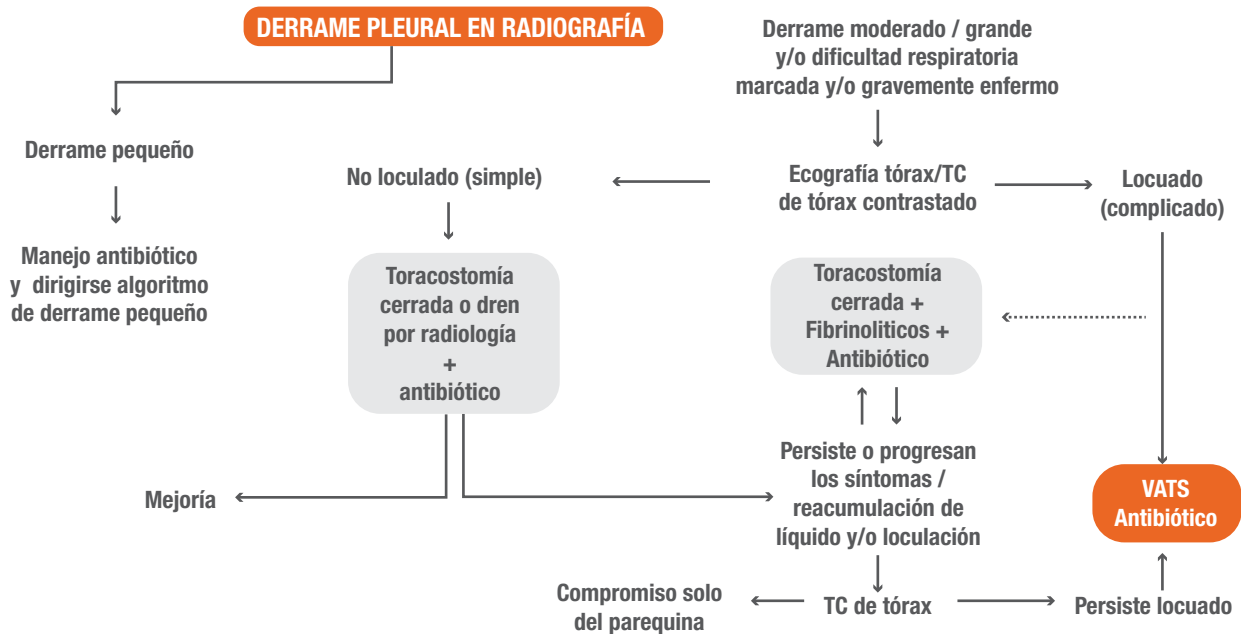 DERRAME PLEURAL EN RADIOGRAFÍA
Derrame moderado / grande
y/o dificultad respiratoria
marcada y/o gravemente enfermo
Derrame pequeño
No loculado (simple)
Ecografía tórax/TC
de tórax contrastado
Locuado
(complicado)
Manejo antibiótico
y dirigirse algoritmo
de derrame pequeño
Toracostomía
cerrada o dren
por radiología
+
antibiótico
Toracostomía
cerrada +
Fibrinoliticos +
Antibiótico
Mejoría
Persiste o progresan
los síntomas /
reacumulación de
líquido y/o loculación
VATS
Antibiótico
Compromiso solo
del parequina
TC de tórax
Persiste locuado